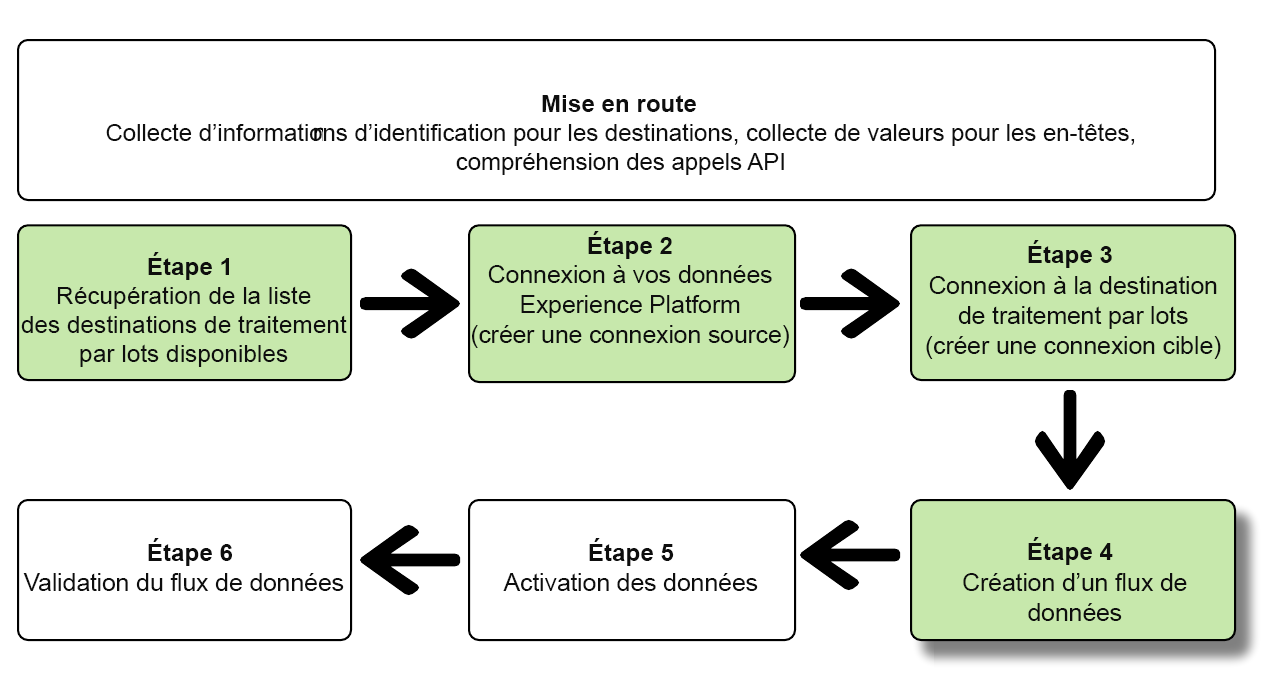 Mise en route
Collecte d’informations d’identification pour les destinations, collecte de valeurs pour les en-têtes,
compréhension des appels API
Étape 1
Récupération de la liste
des destinations de traitement
par lots disponibles
Étape 2
Connexion à vos données
Experience Platform
(créer une connexion source)
Étape 3
Connexion à la destination
de traitement par lots
(créer une connexion cible)
Étape 4
Création d’un flux de
données
Étape 5
Activation des données
Étape 6
Validation du flux de données